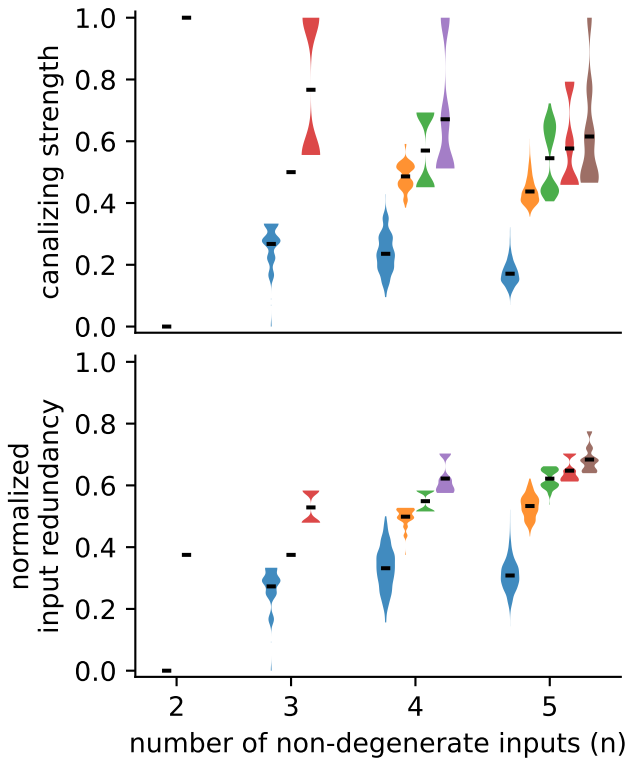 canalizing strength
1.0
0.8
0.6
0.4
0.2
0.0
normalized
input redundancy
1.0
0.8
0.6
0.4
0.2
0.0
2 3 4 5
number of non-degenerate inputs (n)